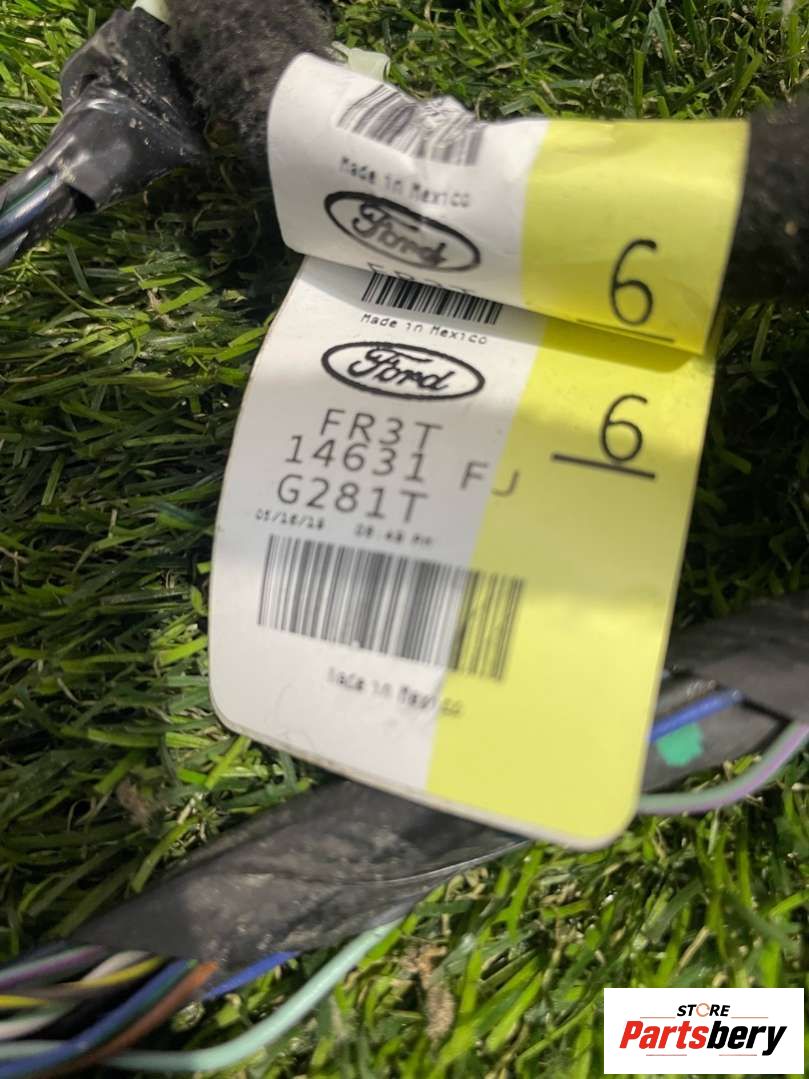 Made in Mexico
Ford
6
Made in Mexico
Ford
6
FR3T
14631 FJ
G281T
Made in Mexico
STORE
Partsbery